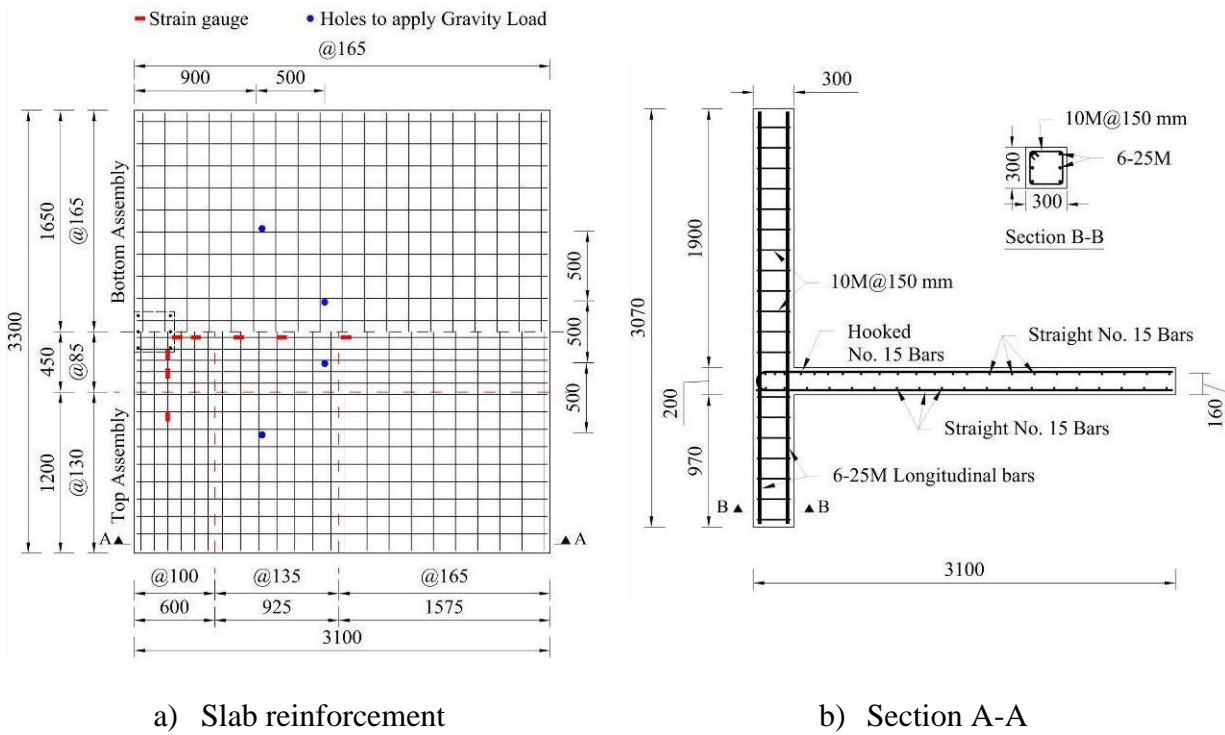 Strain gauge
Holes to apply Gravity Load
@165
900
500
3300
1650
@165
450
@85
1200
@130
Bottom Assembly
Top Assembly
500
500
500
A
A
@100
@135
@165
600
925
1575
3100
a) Slab reinforcement
300
10M@150 mm
6-25M
300
300
Section B-B
3070
1900
10M@150 mm
Hooked
No. 15 Bars
Straight No. 15 Bars
200
160
Straight No. 15 Bars
970
6-25M Longitudinal bars
B
B
3100
b) Section A-A